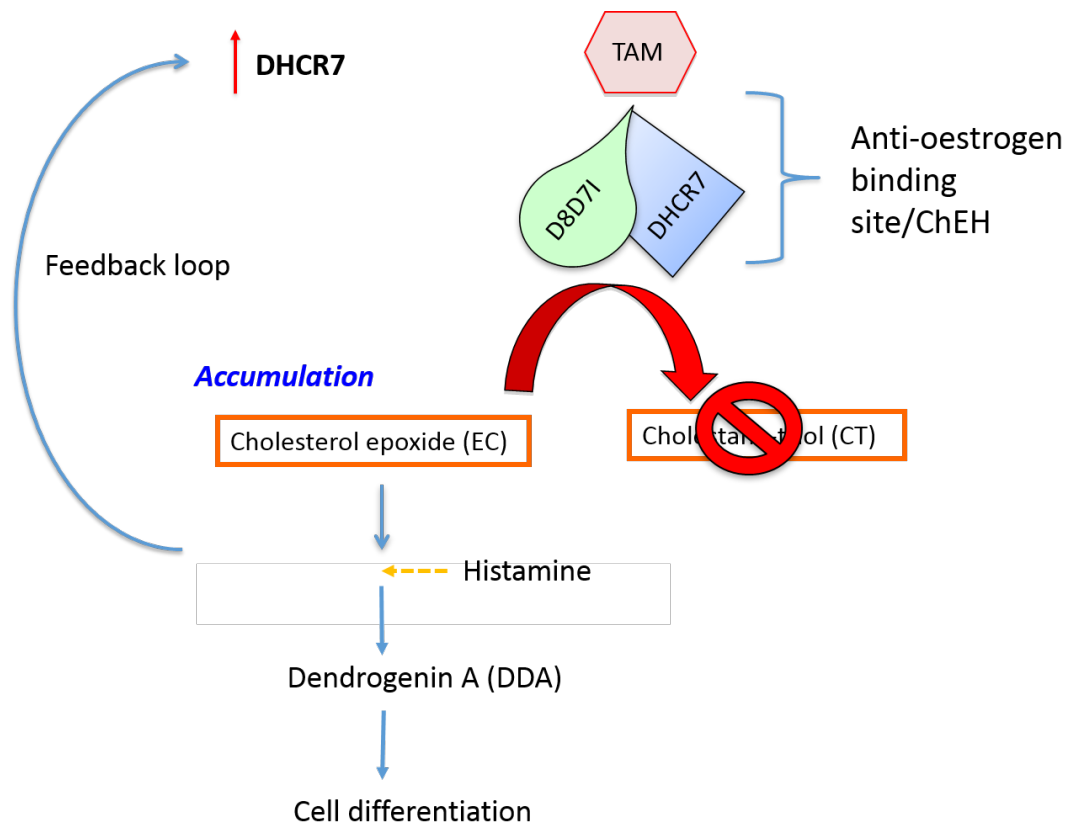 TAM
DHCR7
D8D7I
DHCR7
Anti-oestrogen
binding
site/ChEH
Feedback loop
Accumulation
Cholesterol epoxide (EC)
(CT)
Histamine
Dendrogenin A (DDA)
Cell differentiation